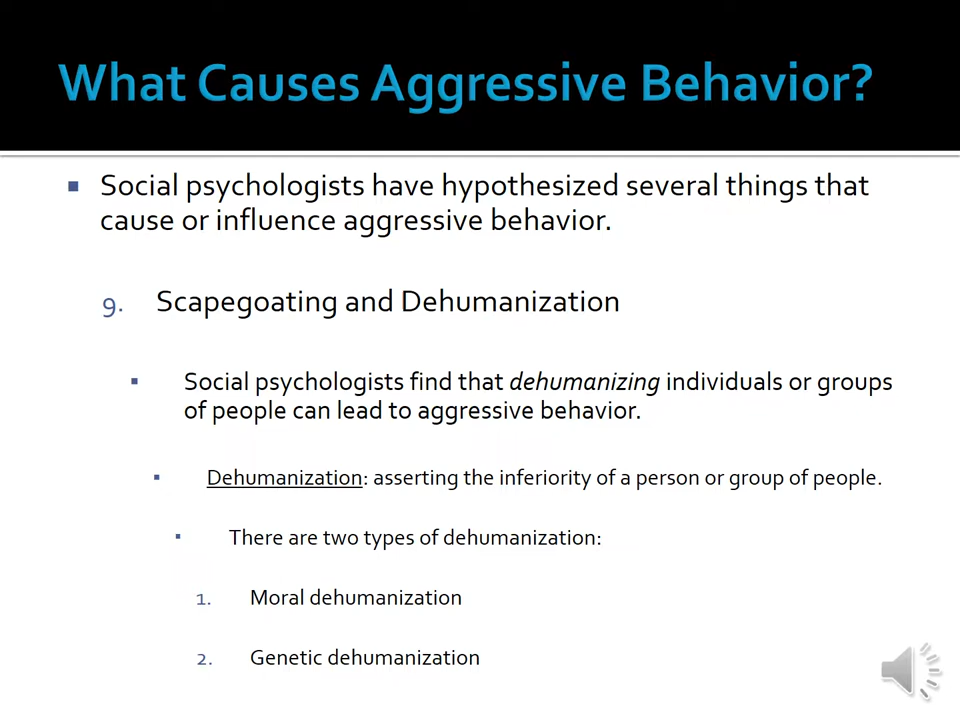 What Causes Aggressive Behavior?
▪ Social psychologists have hypothesized several things that
cause or influence aggressive behavior.
9. Scapegoating and Dehumanization
▪ Social psychologists find that dehumanizing individuals or groups
of people can lead to aggressive behavior.
▪ Dehumanization: asserting the inferiority of a person or group of people.
▪ There are two types of dehumanization:
1. Moral dehumanization
2. Genetic dehumanization